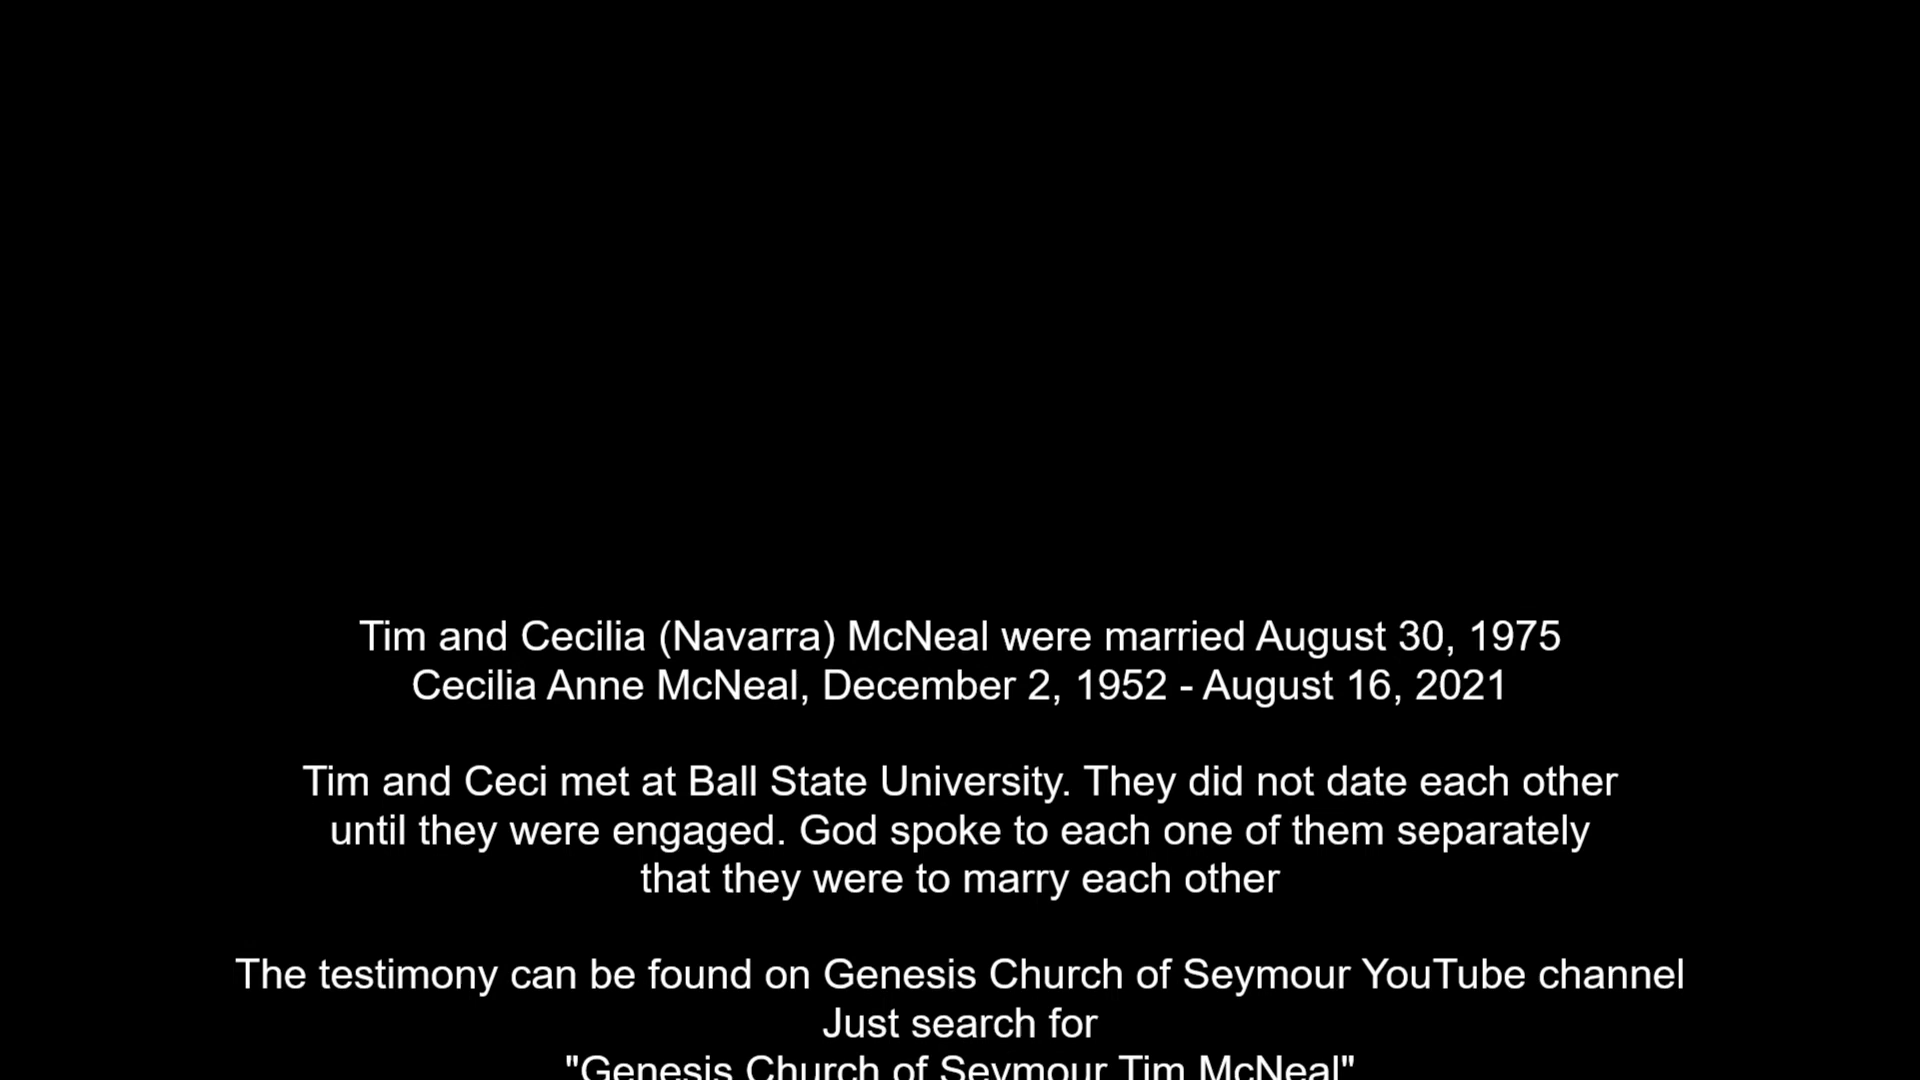 Tim and Cecilia (Navarra) McNeal were married August 30, 1975
Cecilia Anne McNeal, December 2, 1952 - August 16, 2021
Tim and Ceci met at Ball State University. They did not date each other
until they were engaged. God spoke to each one of them separately
that they were to marry each other
The testimony can be found on Genesis Church of Seymour YouTube channel
Just search for
"Genesis Church of Seymour Tim McNeal"